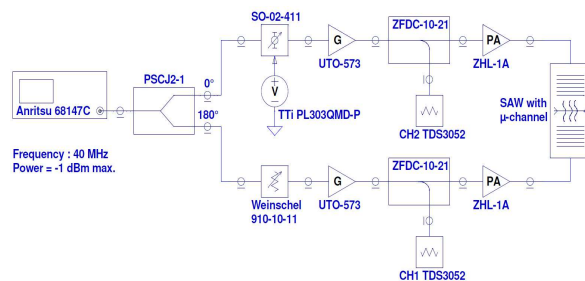 SO-02-411
ZFDC-10-21
G
PA
UTO-573
ZHL-1A
PSCJ2-1
0°
Anritsu 68147C
180°
V
TTi PL303QMD-P
CH2 TDS3052
SAW with
µ-channel
Frequency : 40 MHz
Power = -1 dBm max.
ZFDC-10-21
G
PA
Weinschel
910-10-11
UTO-573
ZHL-1A
CH1 TDS3052